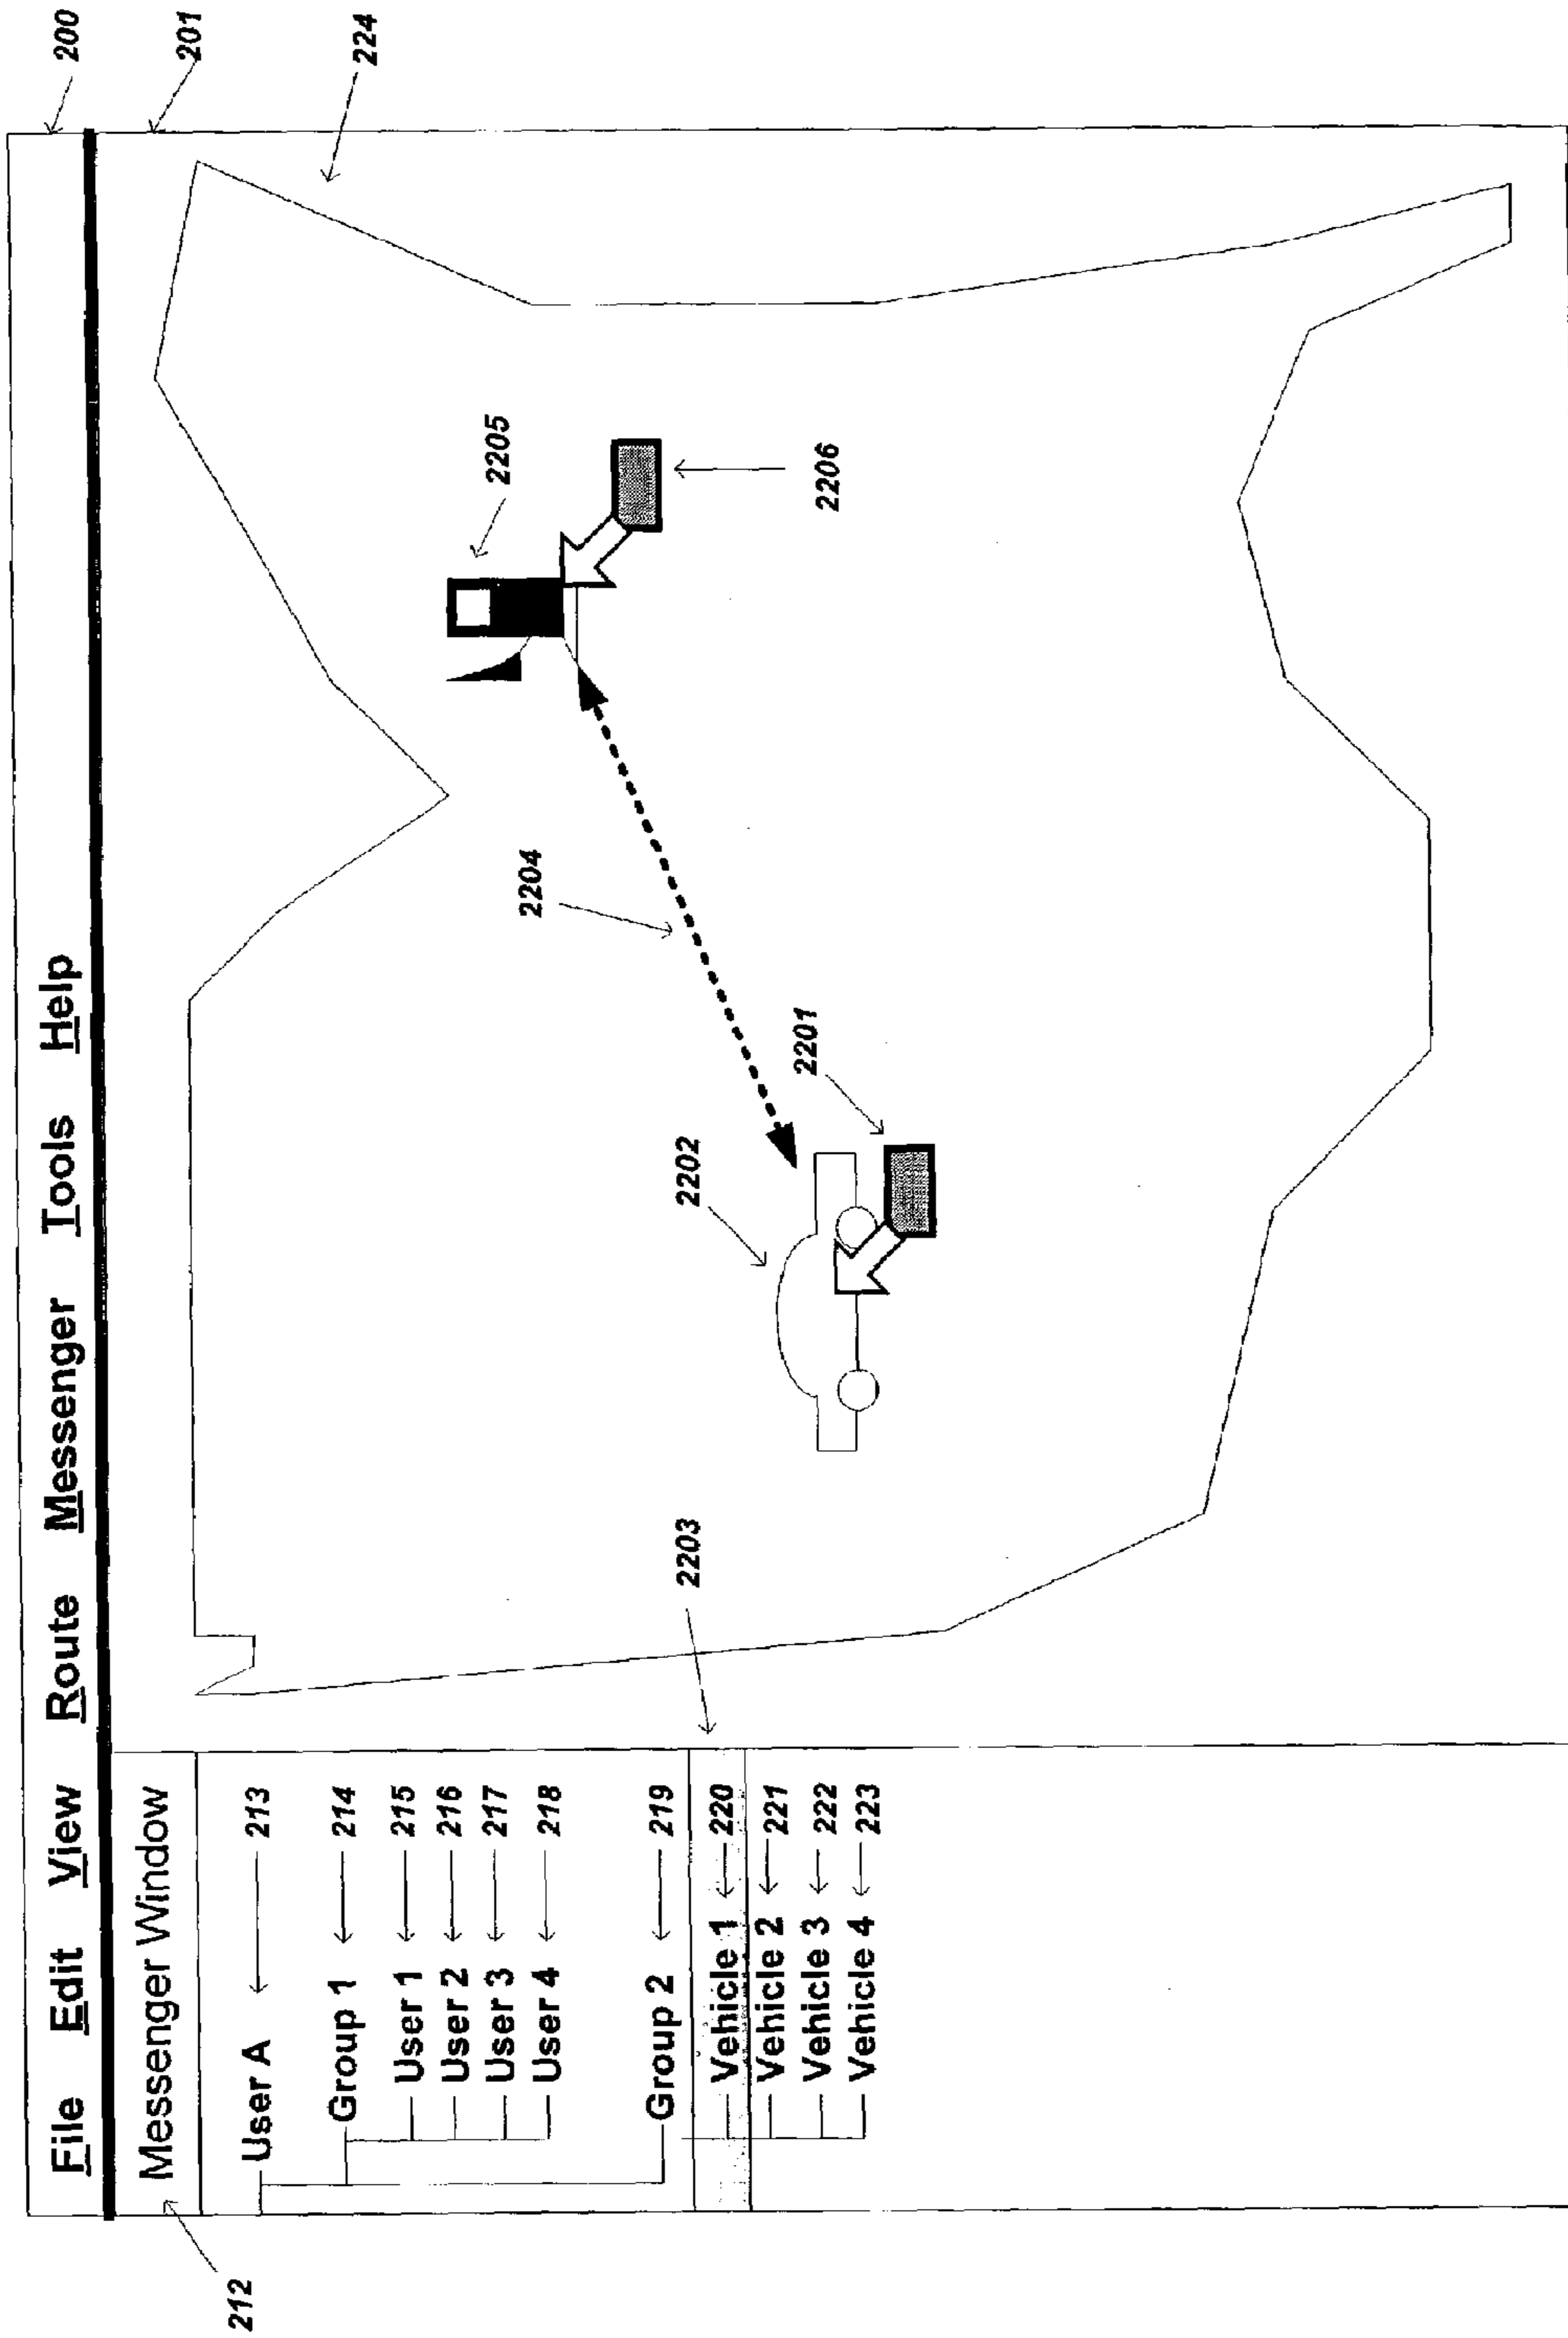 File Edit View Route Messenger Tools Help
200
201
212
Messenger Window
224
User A 213
Group 1 214
User 1 215
User 2 216
User 3 217
User 4 218
Group 2 219
2203
Vehicle 1 220
Vehicle 2 221
Vehicle 3 222
Vehicle 4 223
2205
2206
2204
2202
2201